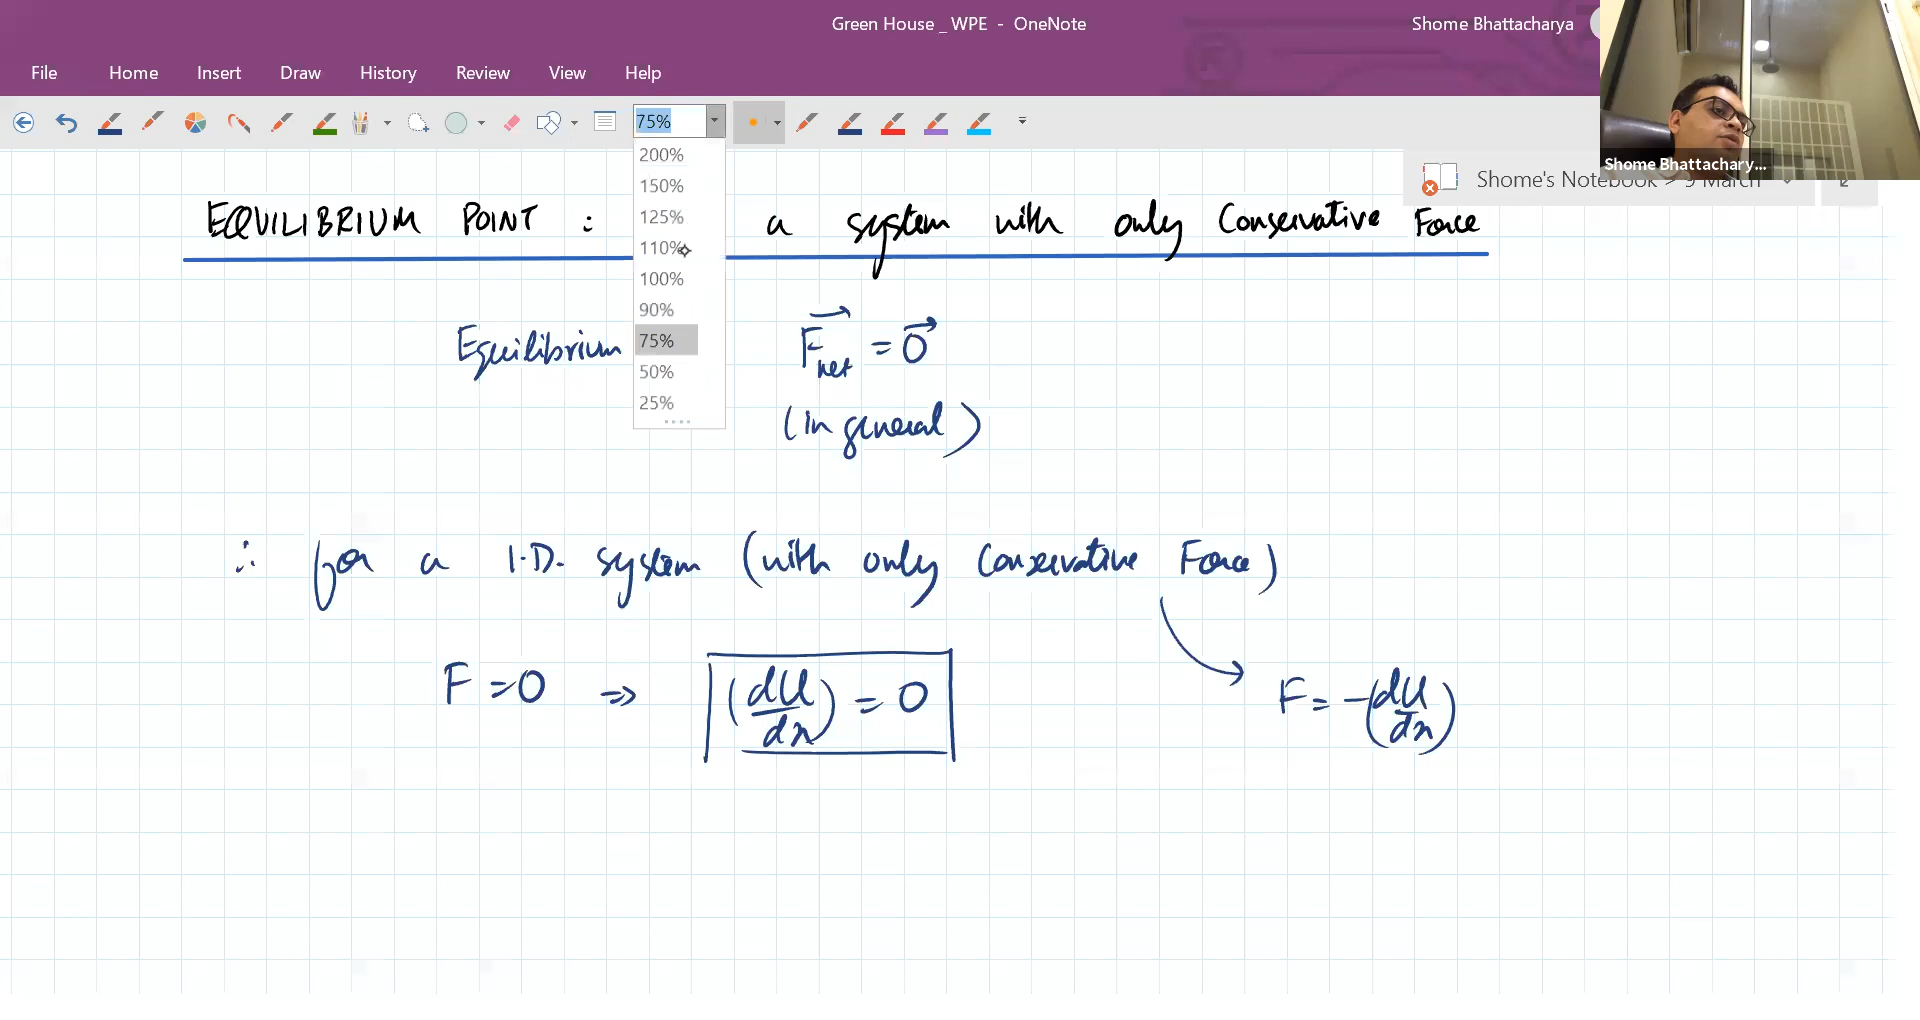 Green House _ WPE - OneNote
Shome Bhattacharya
File Home Insert Draw History Review View Help
75%
200%
150%
125%
110%
100%
90%
75%
50%
25%
Shome Bhattachary...
Shome's Notebook > 9 March
EQUILIBRIUM POINT : a system with only Conservative Force
Equilibrium F⃗net = 0⃗
(in general)
∴ for a 1-D. system (with only Conservative Force)
F = 0 ⇒ (dU/dx) = 0 F = -(dU/dx)